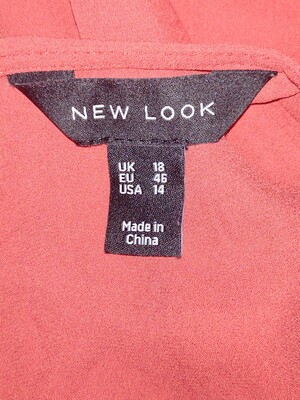 NEW LOOK
UK 18
EU 46
USA 14
Made in
China